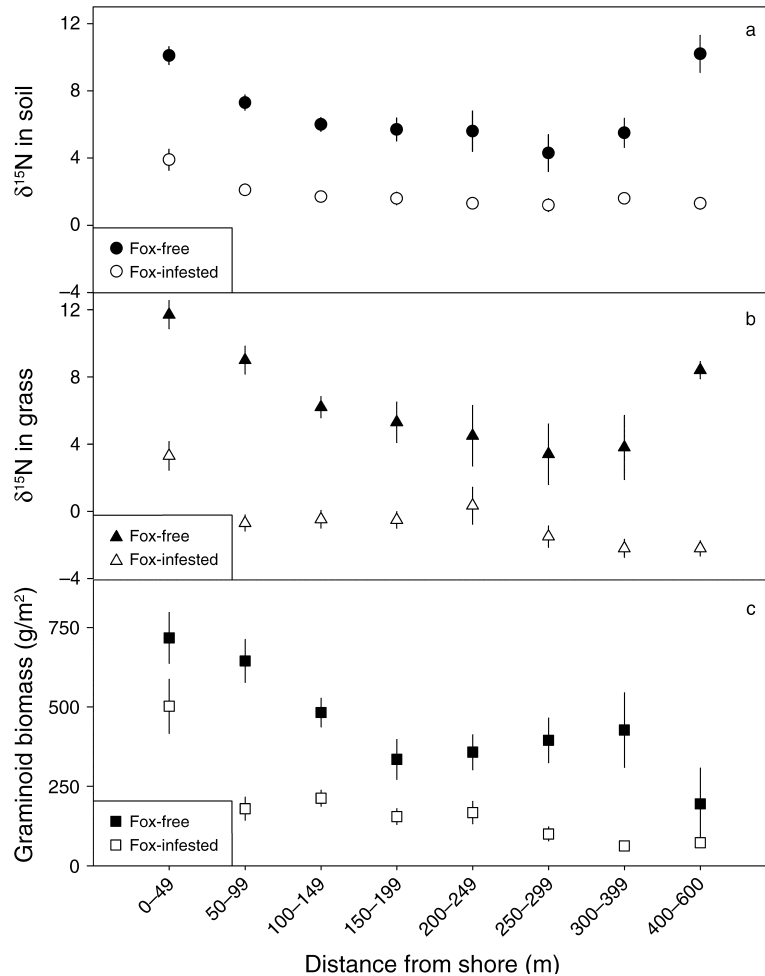 a
δ¹⁵N in soil
12
8
4
0
–4
Fox-free
Fox-infested
b
δ¹⁵N in grass
12
8
4
0
–4
Fox-free
Fox-infested
c
Graminoid biomass (g/m²)
750
500
250
0
Fox-free
Fox-infested
0–49
50–99
100–149
150–199
200–249
250–299
300–399
400–600
Distance from shore (m)